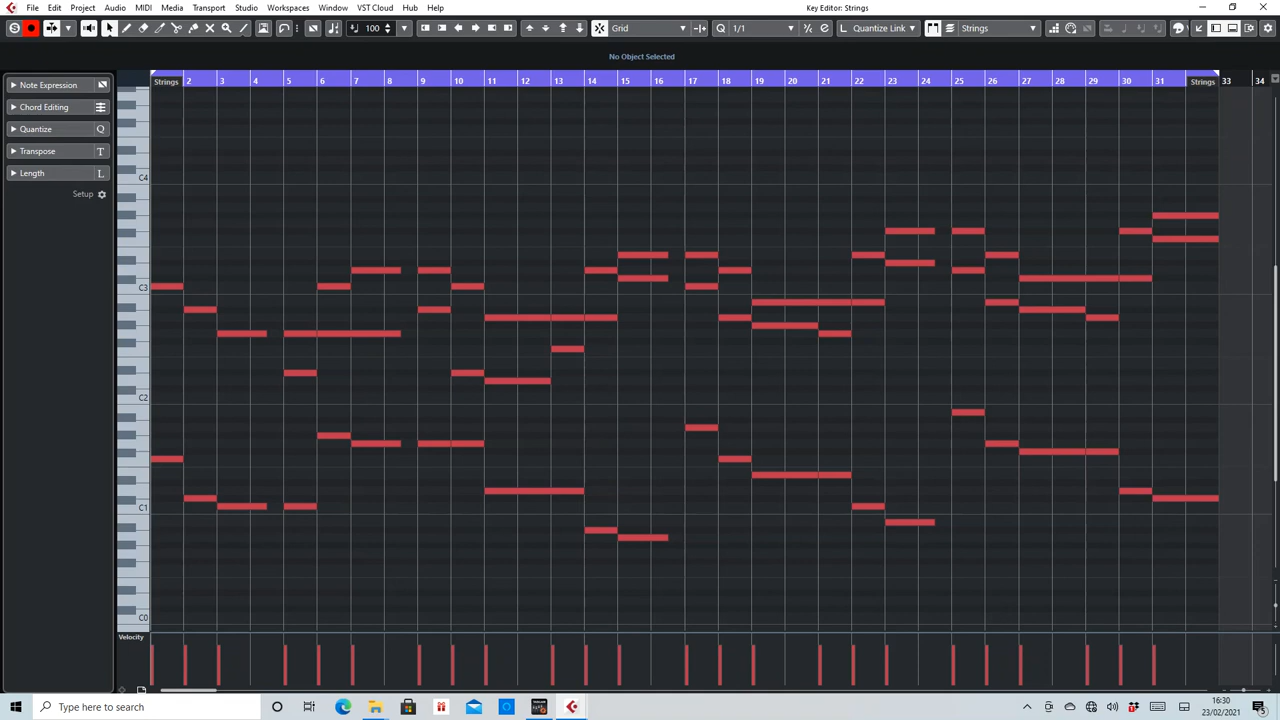 File Edit Project Audio MIDI Media Transport Studio Workspaces Window VST Cloud Hub Help
Key Editor: Strings
S 100 Grid Q 1/1 L Quantize Link Strings
No Object Selected
Strings 2 3 4 5 6 7 8 9 10 11 12 13 14 15 16 17 18 19 20 21 22 23 24 25 26 27 28 29 30 31 Strings 33 34
Note Expression
Chord Editing
Quantize Q
Transpose T
Length L
Setup
C4
C3
C2
C1
C0
Velocity
Type here to search
16:30
23/02/2021
5